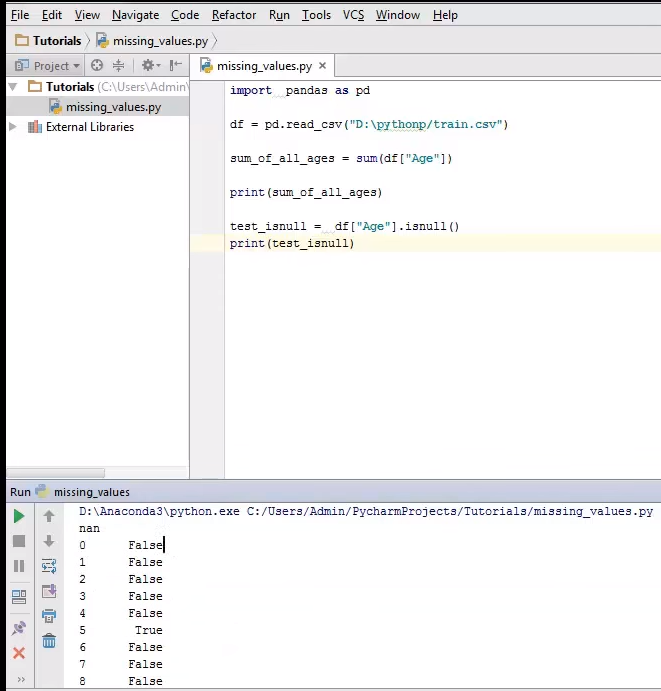 File Edit View Navigate Code Refactor Run Tools VCS Window Help
Tutorials missing_values.py
Project missing_values.py
Tutorials (C:\Users\Admin\
missing_values.py
External Libraries
import pandas as pd
df = pd.read_csv("D:\pythonp/train.csv")
sum_of_all_ages = sum(df["Age"])
print(sum_of_all_ages)
test_isnull = df["Age"].isnull()
print(test_isnull)
Run missing_values
D:\Anaconda3\python.exe C:/Users/Admin/PycharmProjects/Tutorials/missing_values.py
nan
0 False
1 False
2 False
3 False
4 False
5 True
6 False
7 False
8 False